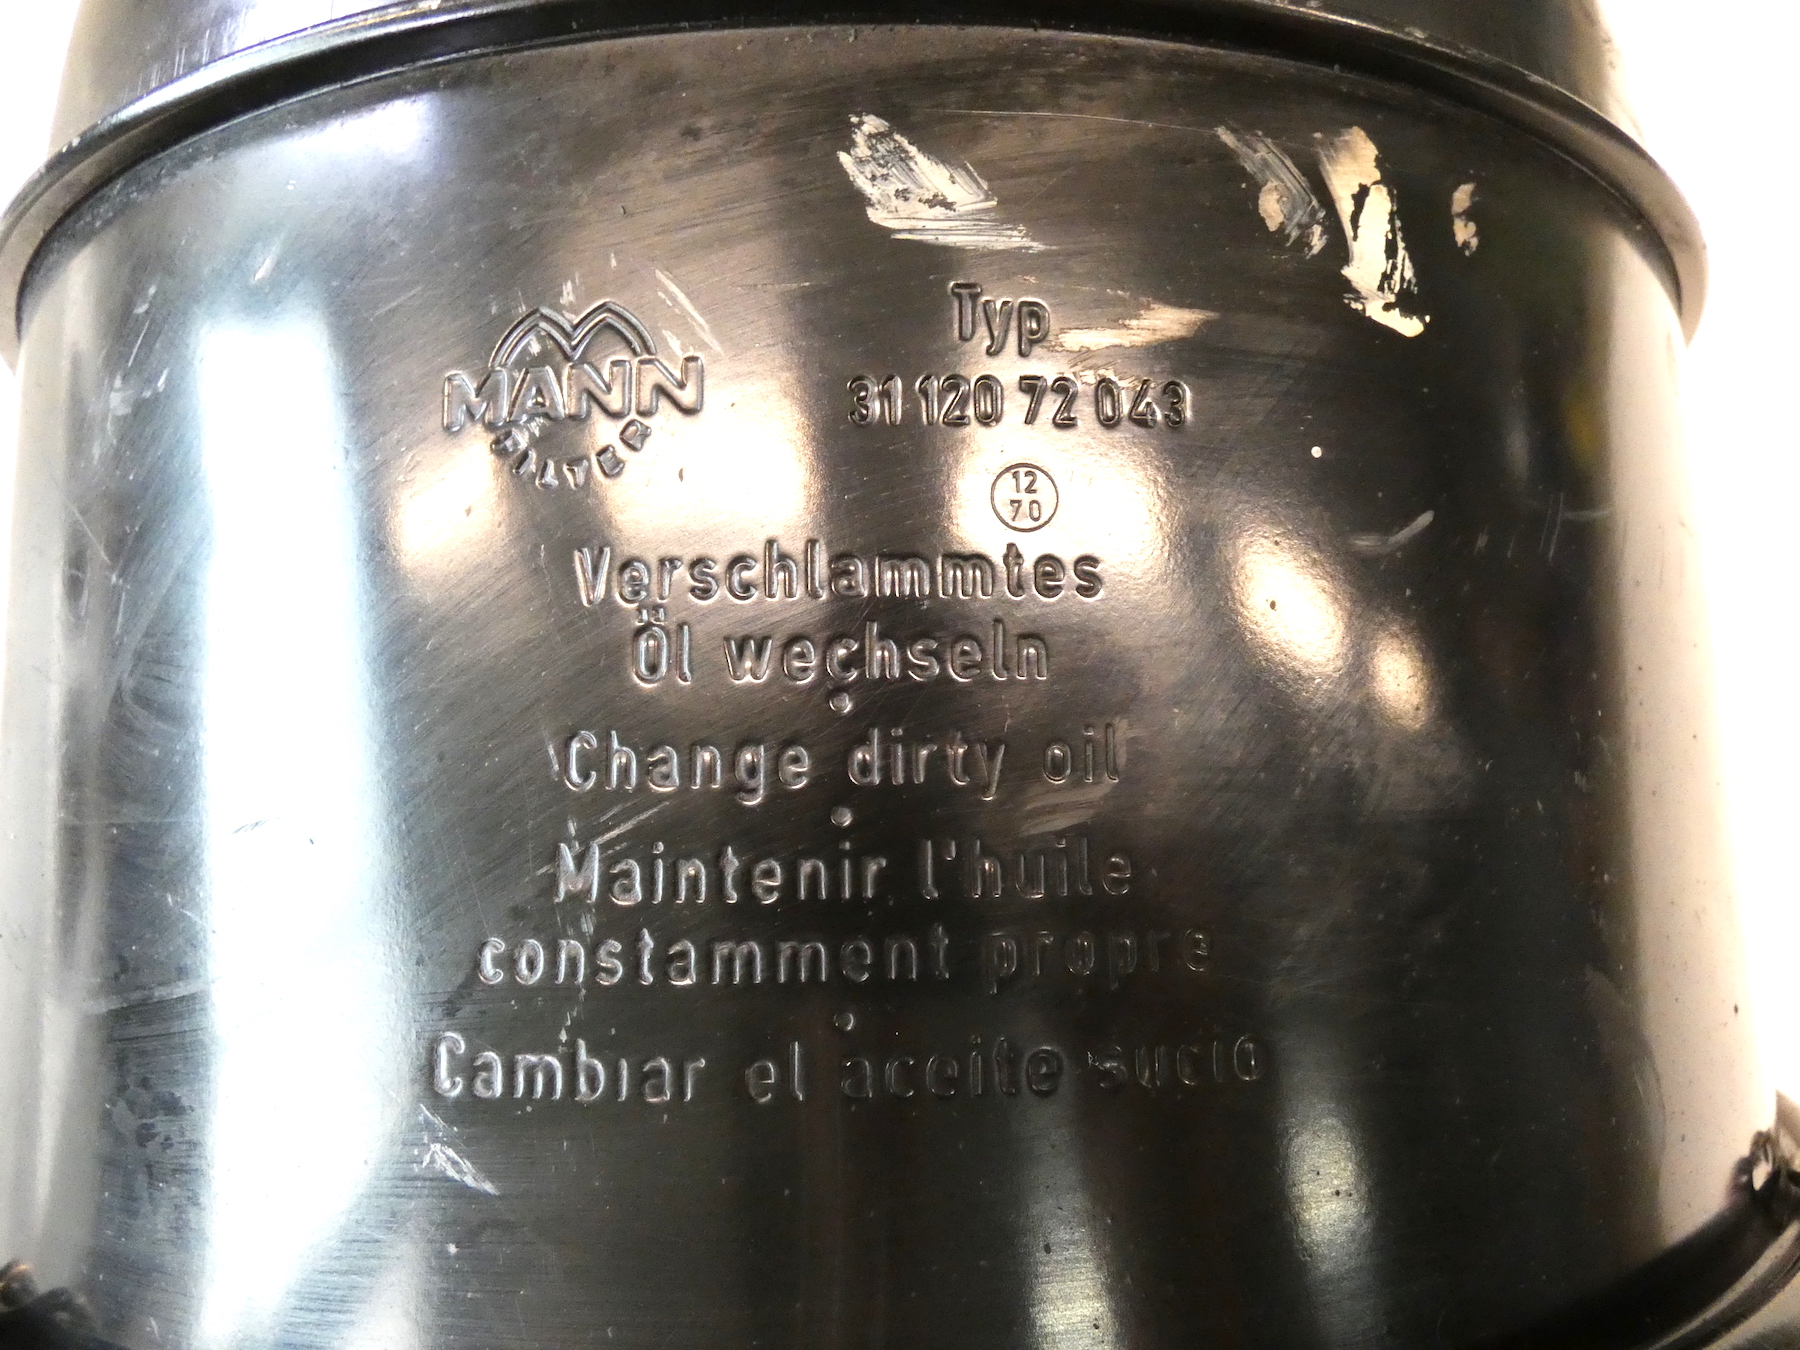 MANN
FILTER
Typ
31 120 72 043
12
70
Verschlammtes
Öl wechseln
Change dirty oil
Maintenir l'huile
constamment propre
Cambiar el aceite sucio